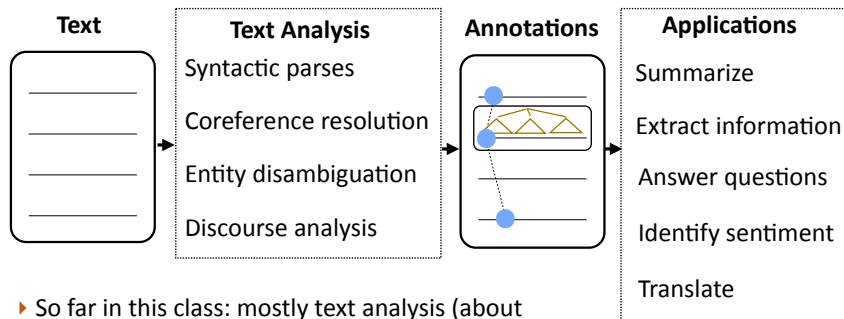 Text
Text Analysis
Syntactic parses
Coreference resolution
Entity disambiguation
Discourse analysis
Annotations
Applications
Summarize
Extract information
Answer questions
Identify sentiment
Translate
‣ So far in this class: mostly text analysis (about